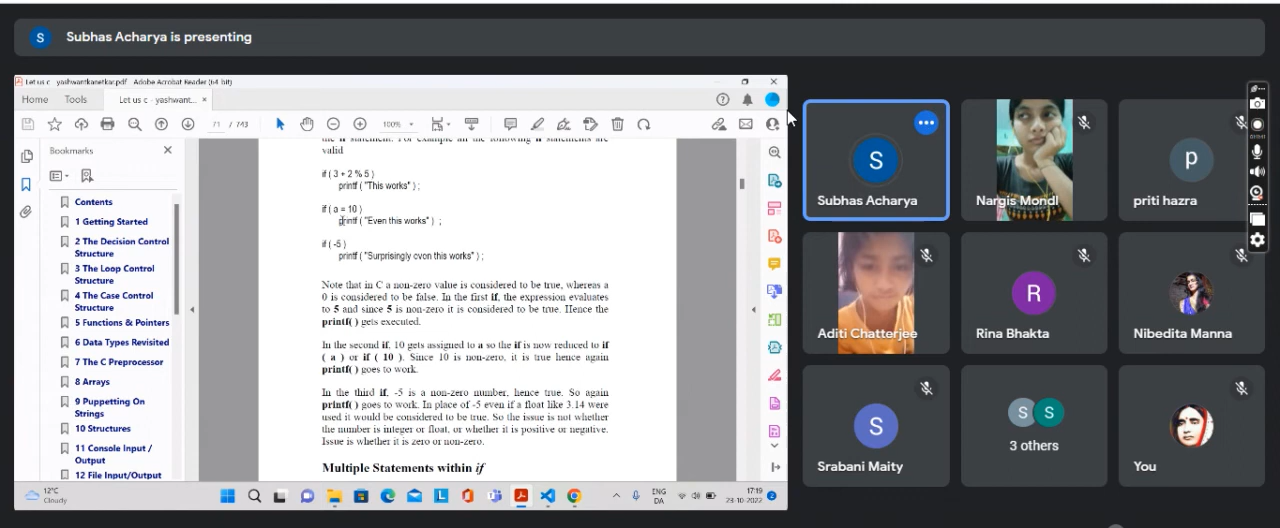 S Subhas Acharya is presenting
Let us c - yashwantkanetkar.pdf - Adobe Acrobat Reader (64-bit)
Home Tools Let us c - yashwant... ×
71 / 743 100%
Bookmarks
Contents
1 Getting Started
2 The Decision Control
Structure
3 The Loop Control
Structure
4 The Case Control
Structure
5 Functions & Pointers
6 Data Types Revisited
7 The C Preprocessor
8 Arrays
9 Puppetting On
Strings
10 Structures
11 Console Input /
Output
12 File Input/Output
the if statement. For example all the following if statements are
valid
if ( 3 + 2 % 5 )
printf ( "This works" ) ;
if ( a = 10 )
printf ( "Even this works" ) ;
if ( -5 )
printf ( "Surprisingly even this works" ) ;
Note that in C a non-zero value is considered to be true, whereas a
0 is considered to be false. In the first if, the expression evaluates
to 5 and since 5 is non-zero it is considered to be true. Hence the
printf( ) gets executed.
In the second if, 10 gets assigned to a so the if is now reduced to if
( a ) or if ( 10 ). Since 10 is non-zero, it is true hence again
printf( ) goes to work.
In the third if, -5 is a non-zero number, hence true. So again
printf( ) goes to work. In place of -5 even if a float like 3.14 were
used it would be considered to be true. So the issue is not whether
the number is integer or float, or whether it is positive or negative.
Issue is whether it is zero or non-zero.
Multiple Statements within if
12°C
Cloudy
ENG
DA
17:19
23-10-2022
2
S
Subhas Acharya
Nargis Mondl
p
priti hazra
Aditi Chatterjee
R
Rina Bhakta
Nibedita Manna
S
Srabani Maity
S S
3 others
You